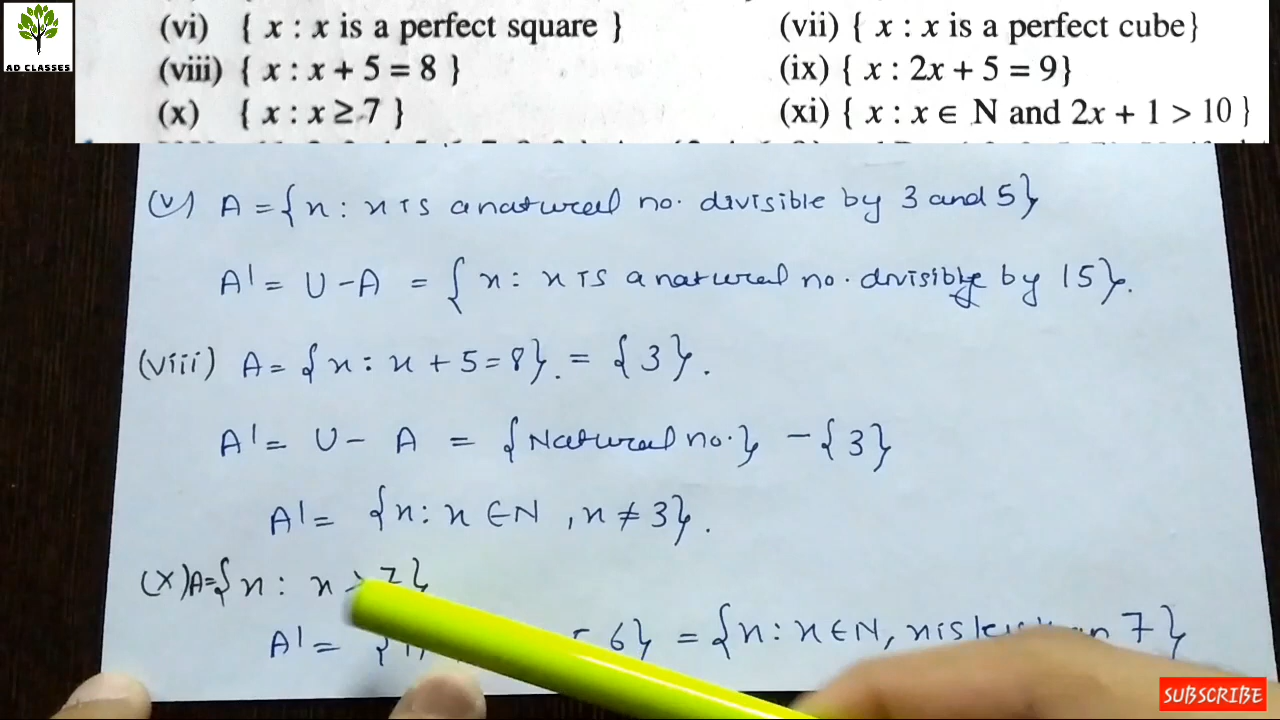 AD CLASSES
(vi) { x : x is a perfect square } (vii) { x : x is a perfect cube}
(viii) { x : x + 5 = 8 } (ix) { x : 2x + 5 = 9}
(x) { x : x ≥ 7 } (xi) { x : x ∈ N and 2x + 1 > 10 }
(v) A = {x : x is a natural no. divisible by 3 and 5}
A' = U - A = { x : x is a natural no. divisible by 15}.
(viii) A = {x : x + 5 = 8}. = {3}.
A' = U - A = {Natural no.} - {3}
A' = {x : x ∈ N , x ≠ 3}.
(x) A = {x : x 7}
A' = { 6} = {x : x ∈ N, x is 7}
SUBSCRIBE